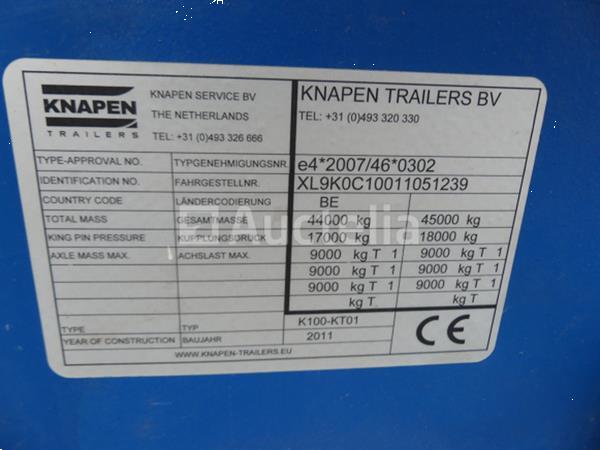 KNAPEN
TRAILERS
KNAPEN SERVICE BV
THE NETHERLANDS
TEL: +31 (0)493 326 666
KNAPEN TRAILERS BV
TEL: +31 (0)493 320 330
TYPE-APPROVAL NO. TYPGENEHMIGUNGSNR. e4*2007/46*0302
CHASSIS NO. FAHRGESTELLNR. XL9K0C10011051239
COUNTRY CODE LÄNDERCODIERUNG BE
TOTAL MASS GESAMTMASSE 44000 kg 45000 kg
KING PIN PRESSURE KUPPLUNGSDRUCK 17000 kg 18000 kg
AXLE MASS MAX. ACHSLAST MAX. 9000 kg T 1 9000 kg T 1
9000 kg T 1 9000 kg T 1
9000 kg T 1 9000 kg T 1
kg T kg T
TYPE TYP K100-KT01
YEAR OF CONSTRUCTION BAUJAHR 2011
CE
WWW.KNAPEN-TRAILERS.EU
Auctelia